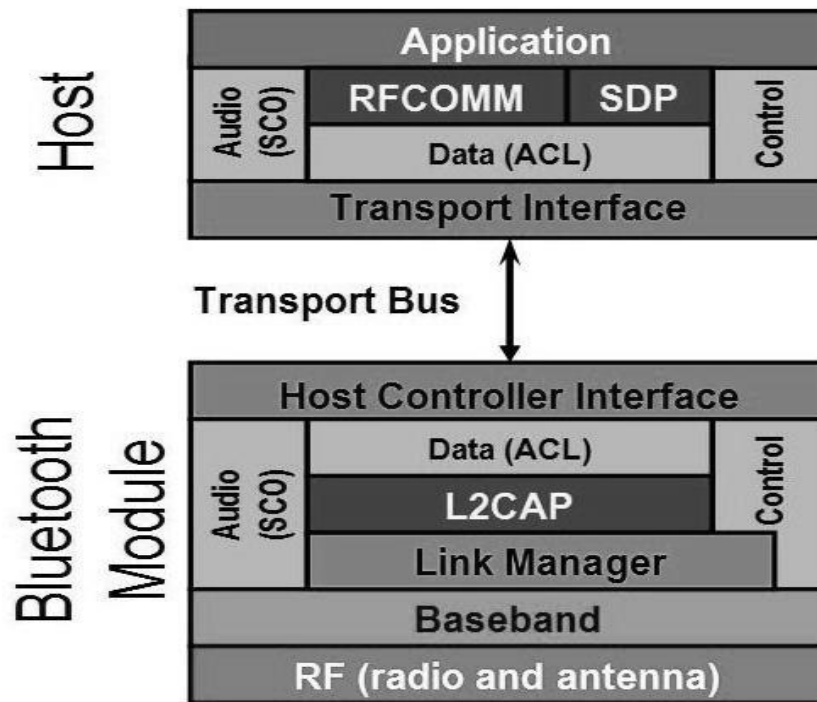 Host
Application
Audio
(SCO)
RFCOMM
SDP
Data (ACL)
Control
Transport Interface
Transport Bus
Bluetooth
Module
Host Controller Interface
Audio
(SCO)
Data (ACL)
L2CAP
Link Manager
Control
Baseband
RF (radio and antenna)